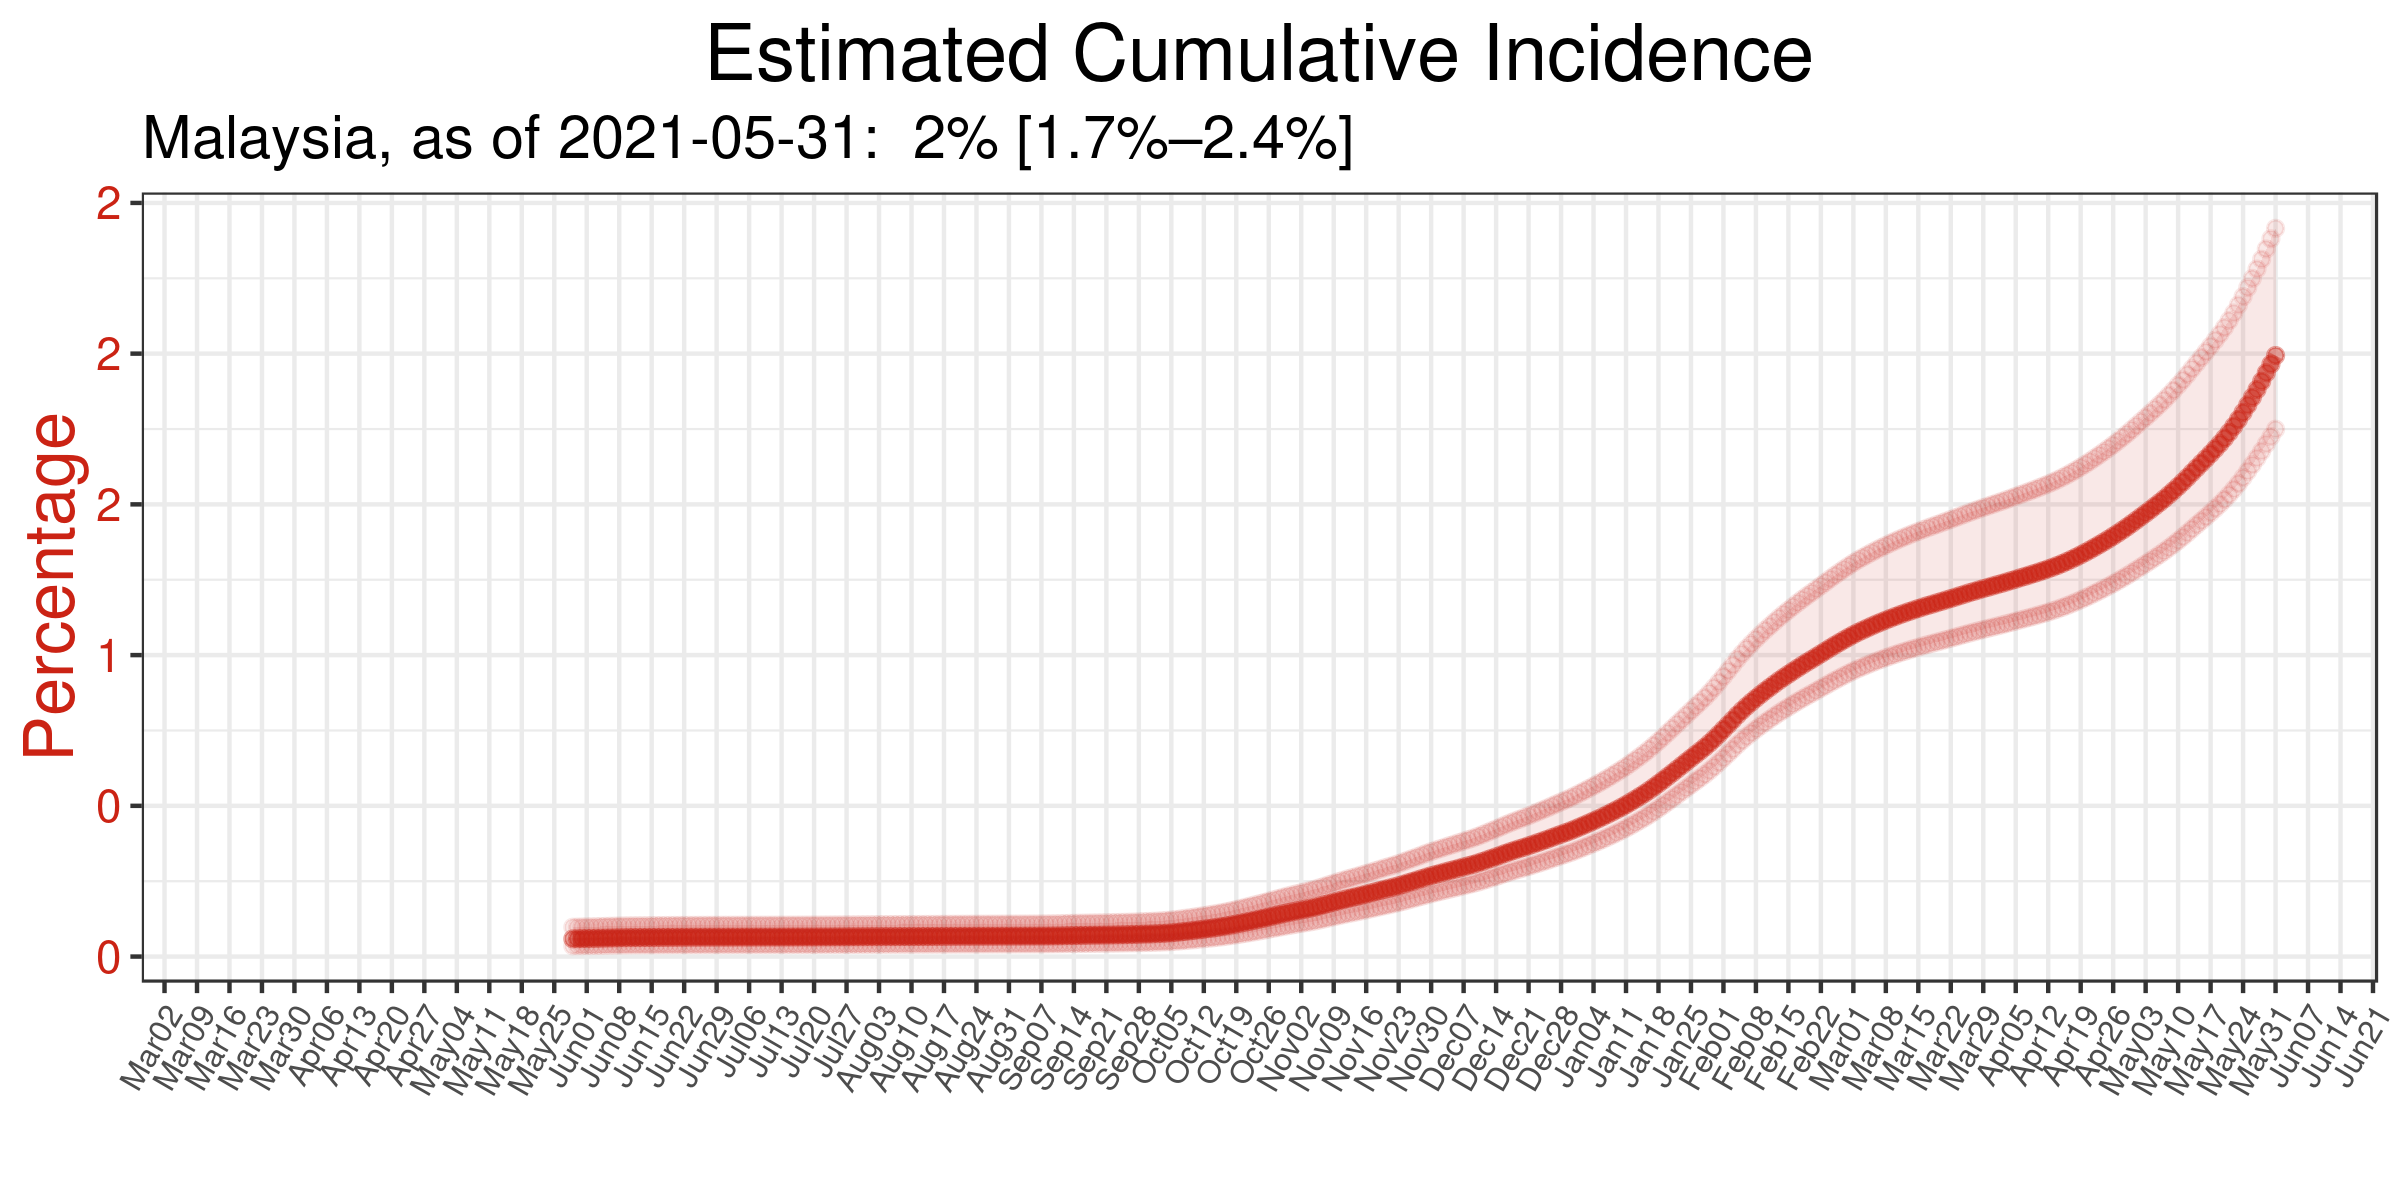 Estimated Cumulative Incidence
Malaysia, as of 2021-05-31:  2% [1.7%–2.4%]
Percentage
2
2
2
1
0
0
Mar02
Mar09
Mar16
Mar23
Mar30
Apr06
Apr13
Apr20
Apr27
May04
May11
May18
May25
Jun01
Jun08
Jun15
Jun22
Jun29
Jul06
Jul13
Jul20
Jul27
Aug03
Aug10
Aug17
Aug24
Aug31
Sep07
Sep14
Sep21
Sep28
Oct05
Oct12
Oct19
Oct26
Nov02
Nov09
Nov16
Nov23
Nov30
Dec07
Dec14
Dec21
Dec28
Jan04
Jan11
Jan18
Jan25
Feb01
Feb08
Feb15
Feb22
Mar01
Mar08
Mar15
Mar22
Mar29
Apr05
Apr12
Apr19
Apr26
May03
May10
May17
May24
May31
Jun07
Jun14
Jun21